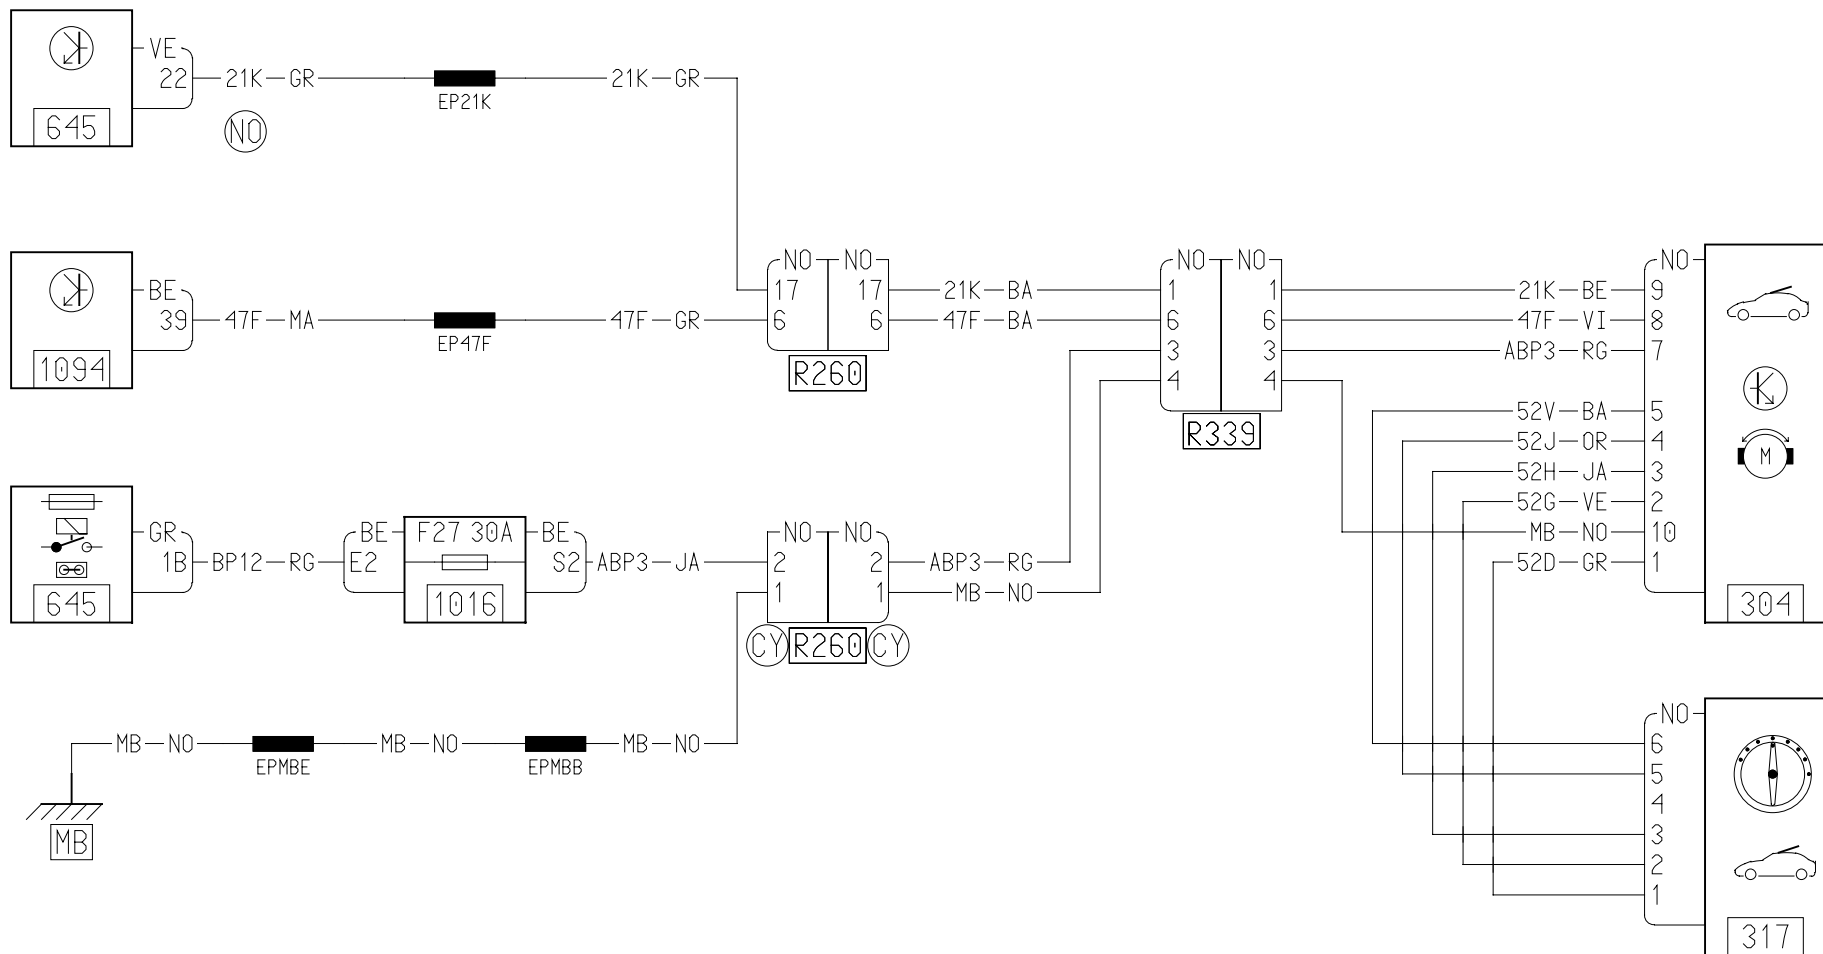 VE
22 21K GR 21K GR
EP21K
645 NO
NO NO NO NO NO
BE 17 17 21K BA 1 1 21K BE 9
39 47F MA 47F GR 6 6 47F BA 6 6 47F VI 8
EP47F
3 3 ABP3 RG 7
1094 R260 4 4
52V BA 5
R339 52J OR 4
52H JA 3
M
52G VE 2
GR BE F27 30A BE NO NO MB NO 10
1B BP12 RG E2 S2 ABP3 JA 2 2 ABP3 RG 52D GR 1
1 1 MB NO
645 1016 304
CY R260 CY
NO
MB NO MB NO MB NO 6
EPMBE EPMBB
5
4
MB 3
2
1
317